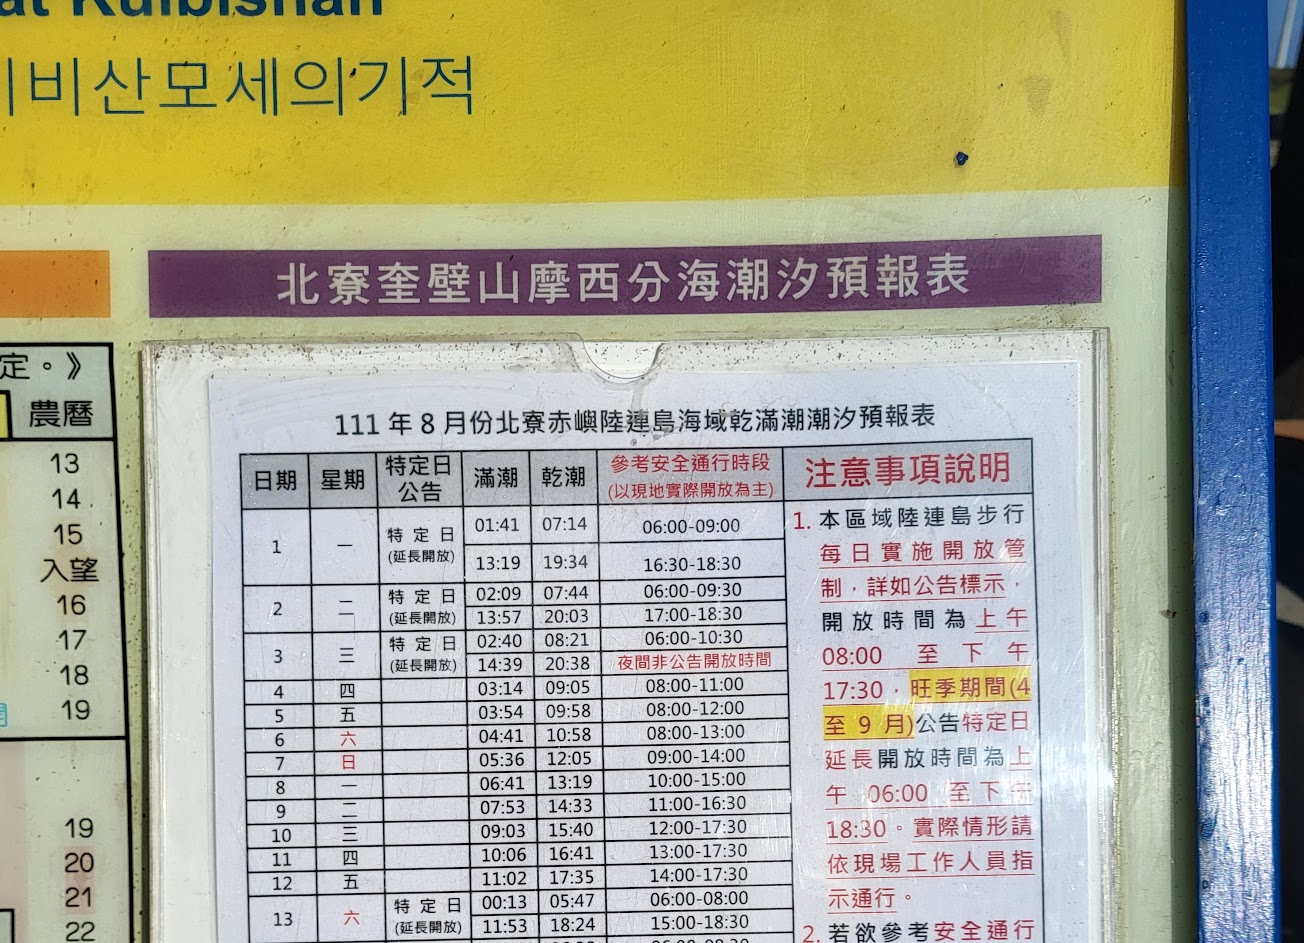 at Kuibishan
비산모세의기적
北寮奎壁山摩西分海潮汐預報表
定。》
農曆
13
14
15
入望
16
17
18
19
19
20
21
22
111 年 8 月份北寮赤嶼陸連島海域乾滿潮潮汐預報表
日期 星期 特定日公告 滿潮 乾潮 參考安全通行時段 (以現地實際開放為主)
1 一 特定日 (延長開放) 01:41 07:14 06:00-09:00
13:19 19:34 16:30-18:30
2 二 特定日 (延長開放) 02:09 07:44 06:00-09:30
13:57 20:03 17:00-18:30
3 三 特定日 (延長開放) 02:40 08:21 06:00-10:30
14:39 20:38 夜間非公告開放時間
4 四 03:14 09:05 08:00-11:00
5 五 03:54 09:58 08:00-12:00
6 六 04:41 10:58 08:00-13:00
7 日 05:36 12:05 09:00-14:00
8 一 06:41 13:19 10:00-15:00
9 二 07:53 14:33 11:00-16:30
10 三 09:03 15:40 12:00-17:30
11 四 10:06 16:41 13:00-17:30
12 五 11:02 17:35 14:00-17:30
13 六 特定日 (延長開放) 00:13 05:47 06:00-08:00
11:53 18:24 15:00-18:30
注意事項說明
1. 本區域陸連島步行
每日實施開放管
制，詳如公告標示，
開放時間為上午
08:00 至下午
17:30，旺季期間(4
至 9 月)公告特定日
延長開放時間為上
午 06:00 至下午
18:30。實際情形請
依現場工作人員指
示通行。
2. 若欲參考安全通行